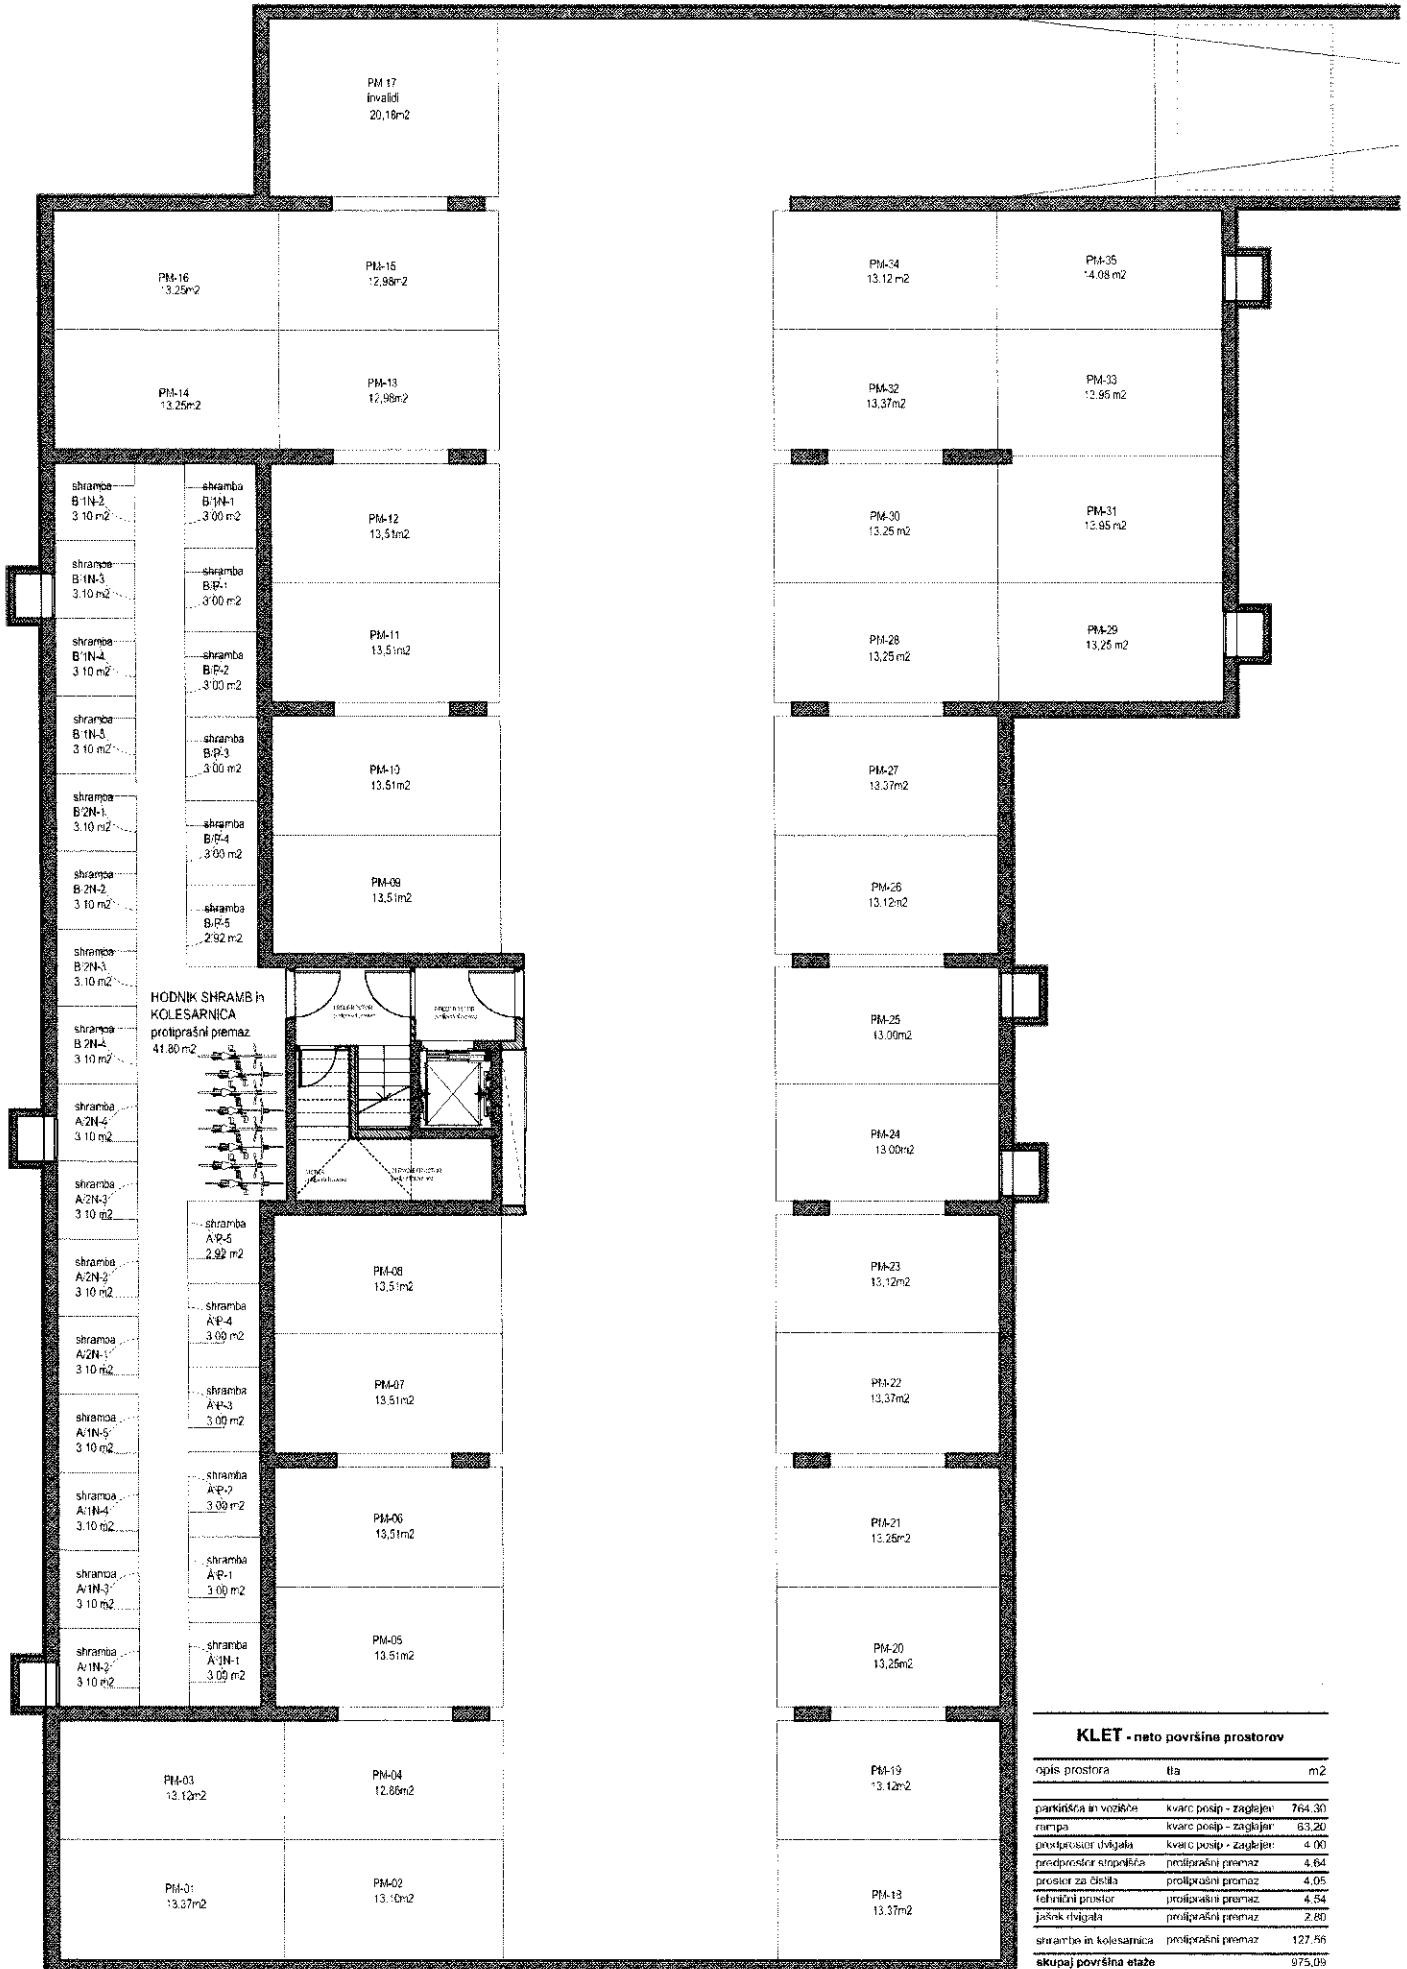 PM-17
invalidi
20,18m2
PM-16
13.25m2
PM-15
12,98m2
PM-34
13.12 m2
PM-35
14.08 m2
PM-14
13.25m2
PM-13
12,98m2
PM-32
13,37m2
PM-33
13.95 m2
shramba
B/1N-2
3.10 m2
shramba
B/1N-1
3.00 m2
PM-12
13,51m2
PM-30
13.25 m2
PM-31
13.95 m2
shramba
B/1N-3
3.10 m2
shramba
B/P-1
3.00 m2
shramba
B/1N-4
3.10 m2
shramba
B/P-2
3.00 m2
PM-11
13,51m2
PM-28
13,25 m2
PM-29
13,25 m2
shramba
B/1N-5
3.10 m2
shramba
B/P-3
3.00 m2
PM-10
13.51m2
PM-27
13.37m2
shramba
B/2N-1
3.10 m2
shramba
B/P-4
3.00 m2
shramba
B/2N-2
3.10 m2
shramba
B/P-5
2.92 m2
PM-09
13,51m2
PM-26
13.12m2
shramba
B/2N-3
3.10 m2
HODNIK SHRAMB in
KOLESARNICA
protiprašni premaz
41.80 m2
shramba
B/2N-4
3.10 m2
PM-25
13.00m2
shramba
A/2N-4
3.10 m2
PM-24
13.00m2
shramba
A/2N-3
3.10 m2
shramba
A/P-5
2.92 m2
shramba
A/2N-2
3.10 m2
PM-08
13,51m2
PM-23
13,12m2
shramba
A/P-4
3.00 m2
shramba
A/2N-1
3.10 m2
PM-07
13,51m2
PM-22
13,37m2
shramba
A/P-3
3.00 m2
shramba
A/1N-5
3.10 m2
shramba
A/P-2
3.00 m2
shramba
A/1N-4
3.10 m2
PM-06
13,51m2
PM-21
13.25m2
shramba
A/P-1
3.00 m2
shramba
A/1N-3
3.10 m2
shramba
A/1N-2
3.10 m2
shramba
A/1N-1
3.00 m2
PM-05
13.51m2
PM-20
13,25m2
PM-03
13.12m2
PM-04
12.86m2
PM-19
13.12m2
PM-01
13.37m2
PM-02
13.10m2
PM-18
13.37m2
KLET - neto površine prostorov
opis prostora tla m2
parkirišča in vozišče kvarc posip - zaglajen 764,30
rampa kvarc posip - zaglajen 63,20
predprostor dvigala kvarc posip - zaglajen 4.00
predprostor stopnišča protiprašni premaz 4,64
prostor za čistila protiprašni premaz 4,05
tehnični prostor protiprašni premaz 4,54
jašek dvigala protiprašni premaz 2,80
shrambe in kolesarnica protiprašni premaz 127,56
skupaj površina etaže 975,09